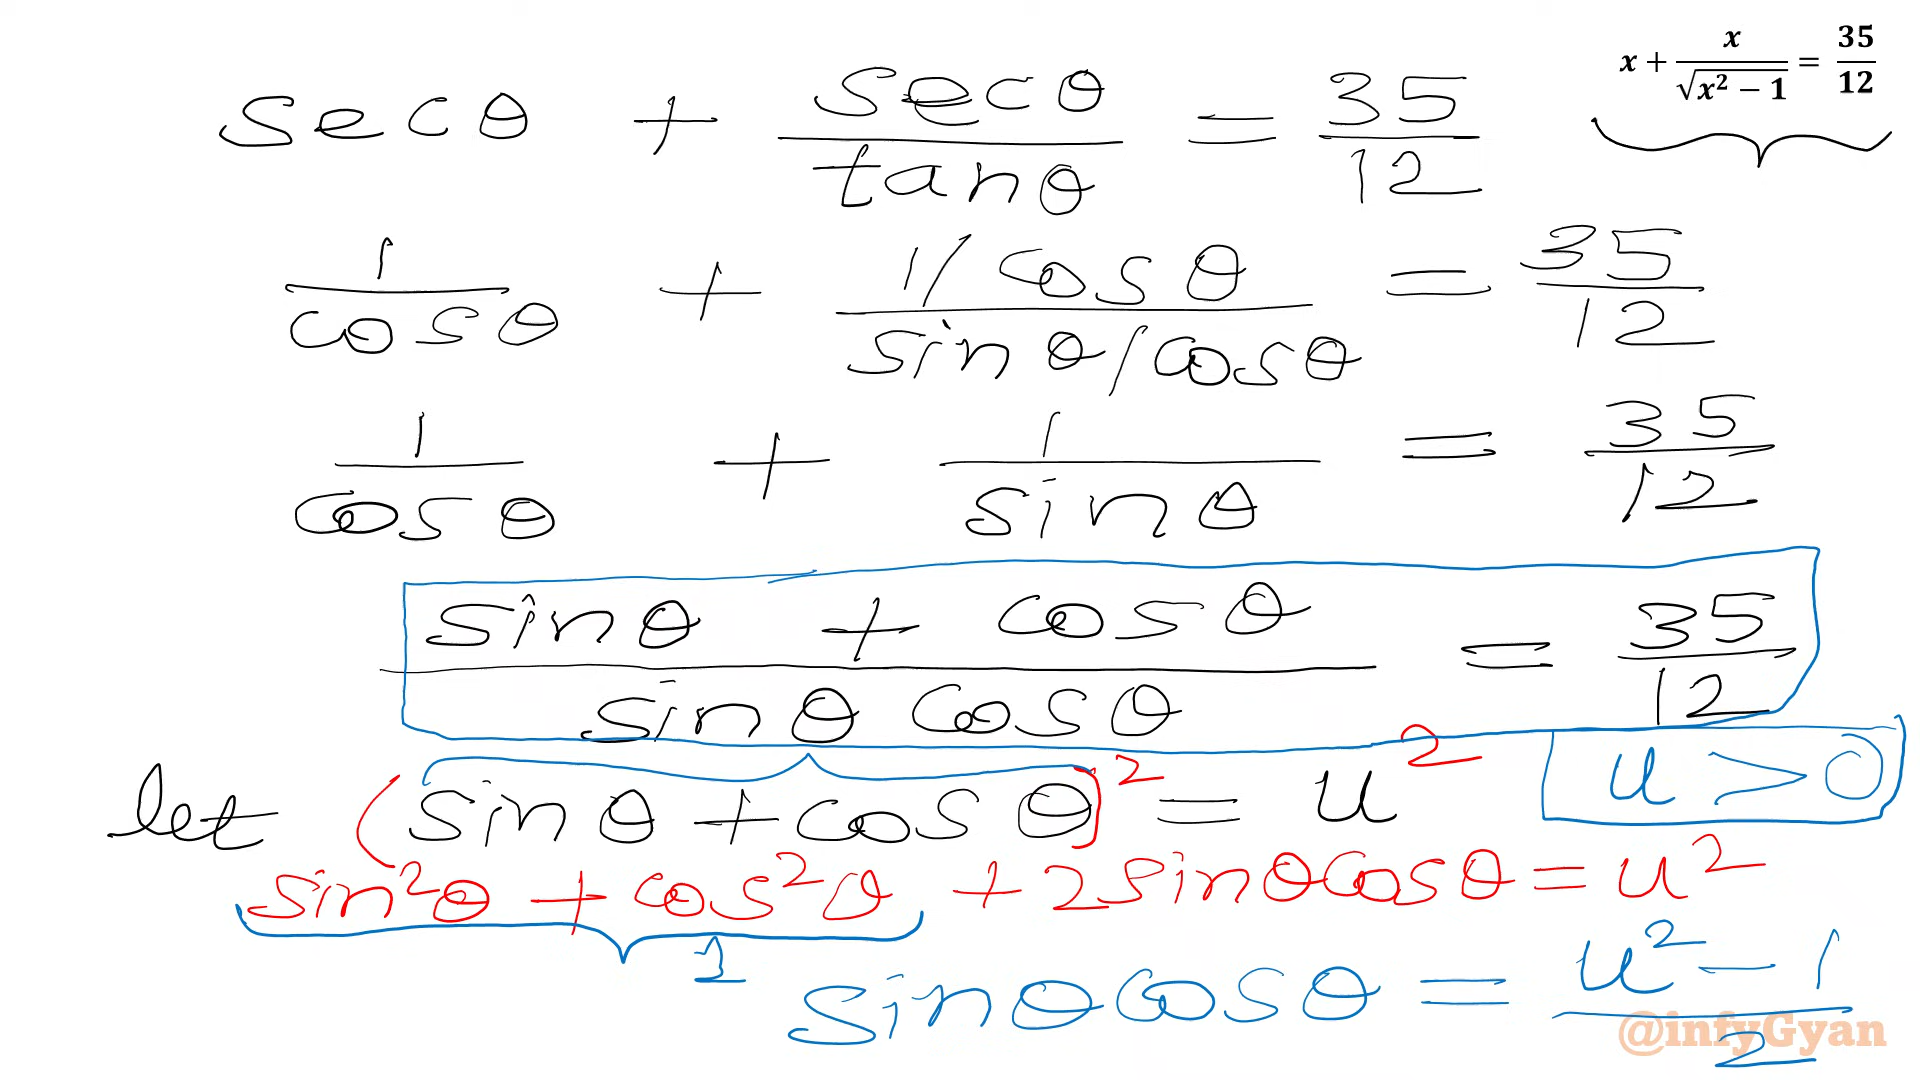 x + x/√(x² − 1) = 35/12
secθ + secθ/tanθ = 35/12
1/cosθ + (1/cosθ)/(sinθ/cosθ) = 35/12
1/cosθ + 1/sinθ = 35/12
(sinθ + cosθ)/(sinθ cosθ) = 35/12
let (sinθ + cosθ)² = u² u > 0
sin²θ + cos²θ + 2sinθcosθ = u²
1
sinθcosθ = (u² − 1)/2
@infyGyan